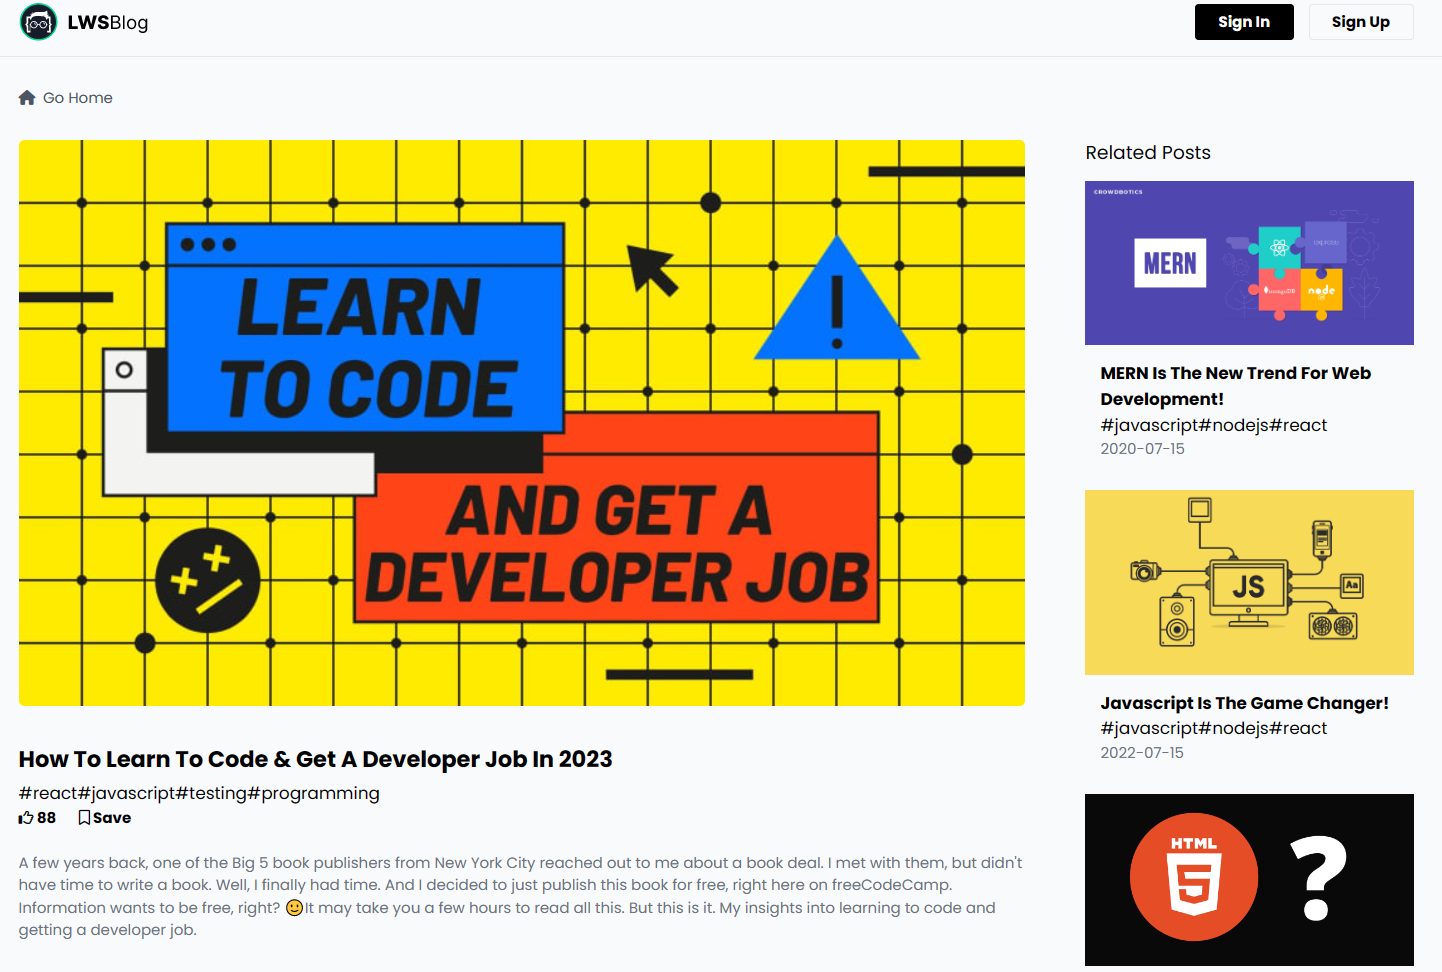 LWSBlog
Sign In
Sign Up
Go Home
LEARN
TO CODE
AND GET A
DEVELOPER JOB
How To Learn To Code & Get A Developer Job In 2023
#react#javascript#testing#programming
88
Save
A few years back, one of the Big 5 book publishers from New York City reached out to me about a book deal. I met with them, but didn't
have time to write a book. Well, I finally had time. And I decided to just publish this book for free, right here on freeCodeCamp.
Information wants to be free, right? 🙂It may take you a few hours to read all this. But this is it. My insights into learning to code and
getting a developer job.
Related Posts
CROWDBOTICS
MERN
mongoDB
node
MERN Is The New Trend For Web
Development!
#javascript#nodejs#react
2020-07-15
JS
Aa
Javascript Is The Game Changer!
#javascript#nodejs#react
2022-07-15
HTML
5
?